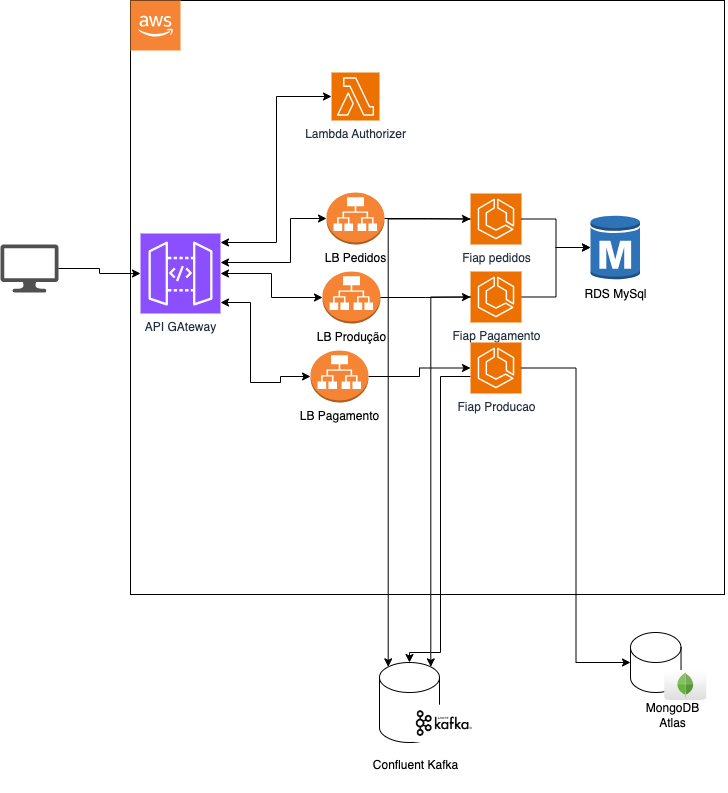 aws
Lambda Authorizer
LB Pedidos
Fiap pedidos
M
RDS MySql
</>
API GAteway
LB Produção
Fiap Pagamento
LB Pagamento
Fiap Producao
kafka
Confluent Kafka
MongoDB
Atlas